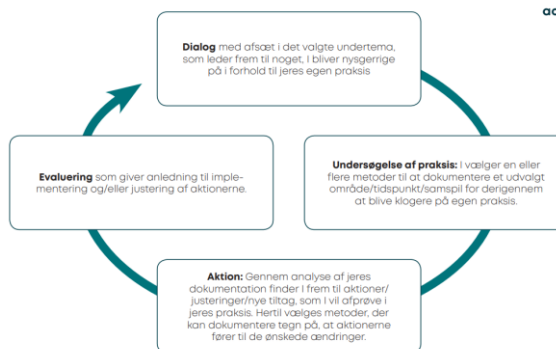 ac
Dialog med afsæt i det valgte undertema,
som leder frem til noget, I bliver nysgerrige
på i forhold til jeres egen praksis
Evaluering som giver anledning til imple-
mentering og/eller justering af aktionerne.
Undersøgelse af praksis: I vælger en eller
flere metoder til at dokumentere et udvalgt
område/tidspunkt/samspil for derigennem
at blive klogere på egen praksis.
Aktion: Gennem analyse af jeres
dokumentation finder I frem til aktioner/
justeringer/nye tiltag, som I vil afprøve i
jeres praksis. Hertil vælges metoder, der
kan dokumentere tegn på, at aktionerne
fører til de ønskede ændringer.